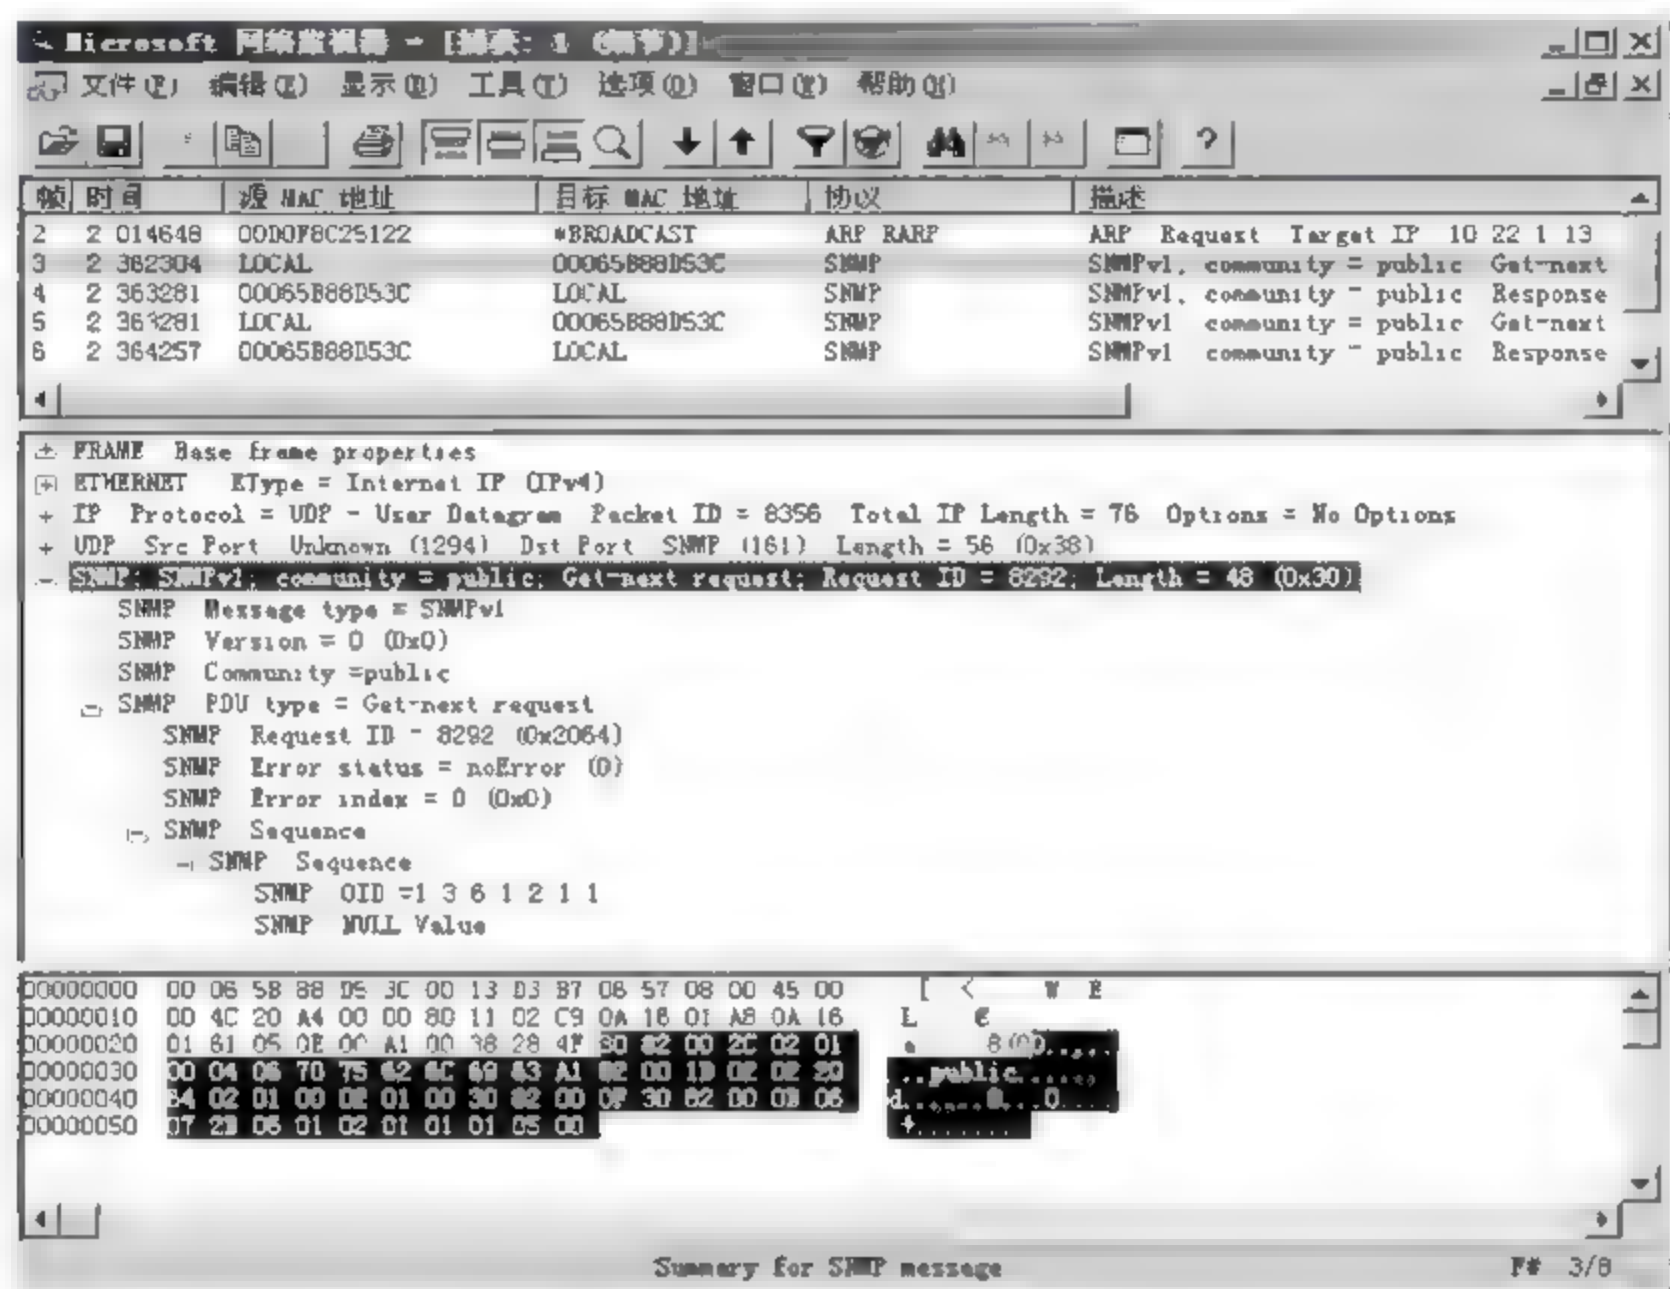 Microsoft 网络监视器 - [捕获: 1 (细节)]
文件(F) 编辑(E) 显示(D) 工具(T) 选项(O) 窗口(W) 帮助(H)
帧 时间 源 MAC 地址 目标 MAC 地址 协议 描述
2 2 014648 00D0F8C25122 *BROADCAST ARP RARP ARP Request Target IP 10 22 1 13
3 2 362304 LOCAL 00065B88D53C SNMP SNMPv1, community = public Get-next
4 2 363281 00065B88D53C LOCAL SNMP SNMPv1, community = public Response
5 2 363281 LOCAL 00065B88D53C SNMP SNMPv1 community = public Get-next
6 2 364257 00065B88D53C LOCAL SNMP SNMPv1 community = public Response
FRAME Base frame properties
ETHERNET EType = Internet IP (IPv4)
IP Protocol = UDP - User Datagram Packet ID = 8356 Total IP Length = 76 Options = No Options
UDP Src Port Unknown (1294) Dst Port SNMP (161) Length = 56 (0x38)
SNMP: SNMPv1; community = public; Get-next request; Request ID = 8292; Length = 48 (0x30)
SNMP Message type = SNMPv1
SNMP Version = 0 (0x0)
SNMP Community =public
SNMP PDU type = Get-next request
SNMP Request ID = 8292 (0x2064)
SNMP Error status = noError (0)
SNMP Error index = 0 (0x0)
SNMP Sequence
SNMP Sequence
SNMP OID =1 3 6 1 2 1 1
SNMP NULL Value
00000000 00 06 5B 88 D5 3C 00 13 D3 B7 08 57 08 00 45 00 [ < W E
00000010 00 4C 20 A4 00 00 80 11 02 C9 0A 16 01 A8 0A 16 L
00000020 01 61 05 0E 00 A1 00 38 28 4F 30 82 00 2C 02 01 8(O0.....
00000030 00 04 06 70 75 62 6C 69 63 A1 82 00 1D 02 02 20 ...public......
00000040 64 02 01 00 02 01 00 30 82 00 0F 30 82 00 0B 06 d.......0...0....
00000050 07 2B 06 01 02 01 01 01 05 00 .+........
Summary for SNMP message F# 3/8